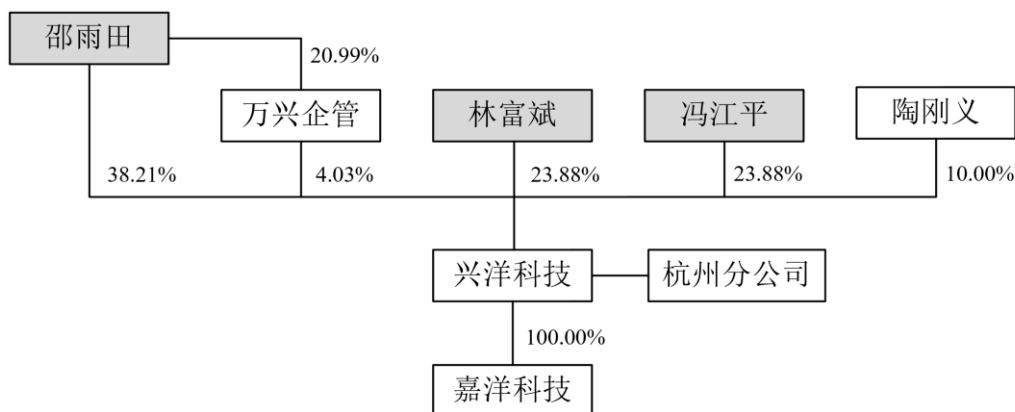 邵雨田
20.99%
万兴企管
林富斌
冯江平
陶刚义
38.21%
4.03%
23.88%
23.88%
10.00%
兴洋科技
杭州分公司
100.00%
嘉洋科技